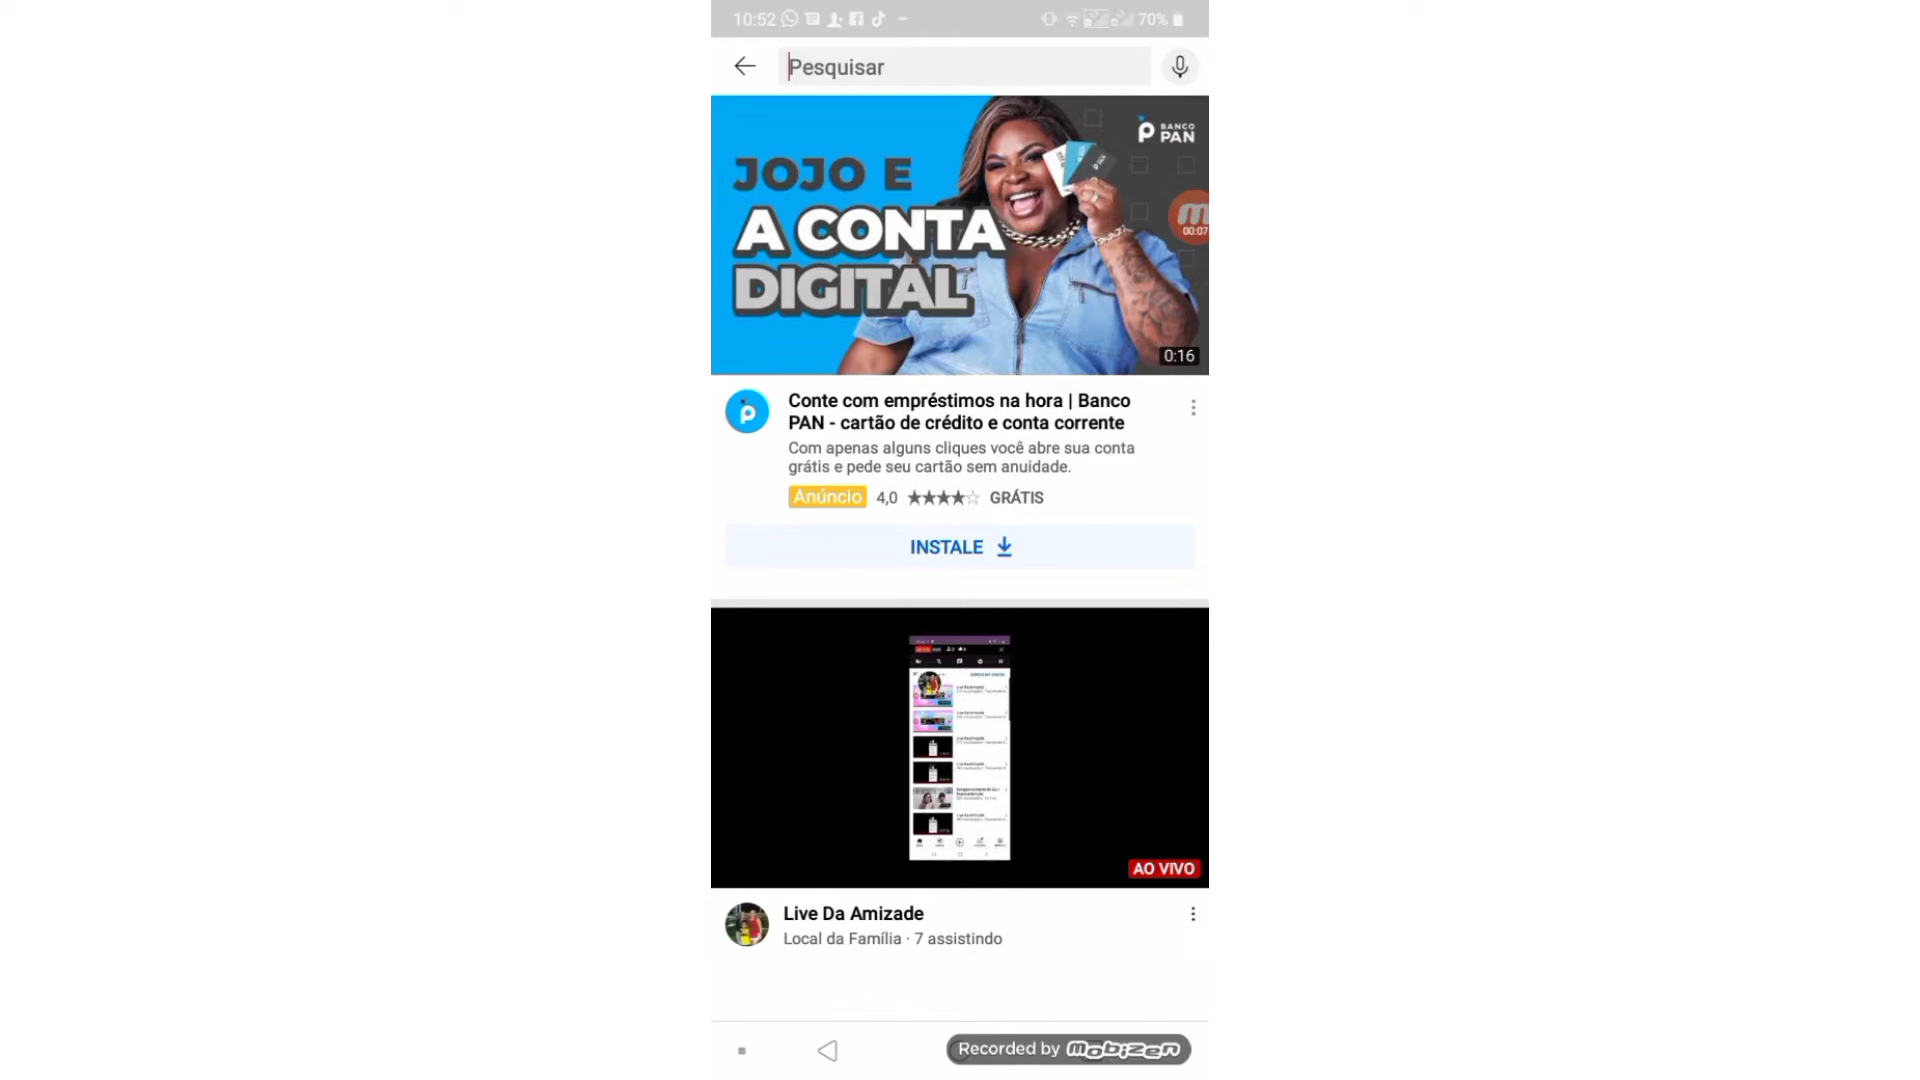 10:52
70%
Pesquisar
BANCO
PAN
JOJO E
A CONTA
DIGITAL
00:07
0:16
Conte com empréstimos na hora | Banco
PAN - cartão de crédito e conta corrente
Com apenas alguns cliques você abre sua conta
grátis e pede seu cartão sem anuidade.
Anúncio 4,0 GRÁTIS
INSTALE
AO VIVO
Live Da Amizade
Local da Família · 7 assistindo
Recorded by mobizen